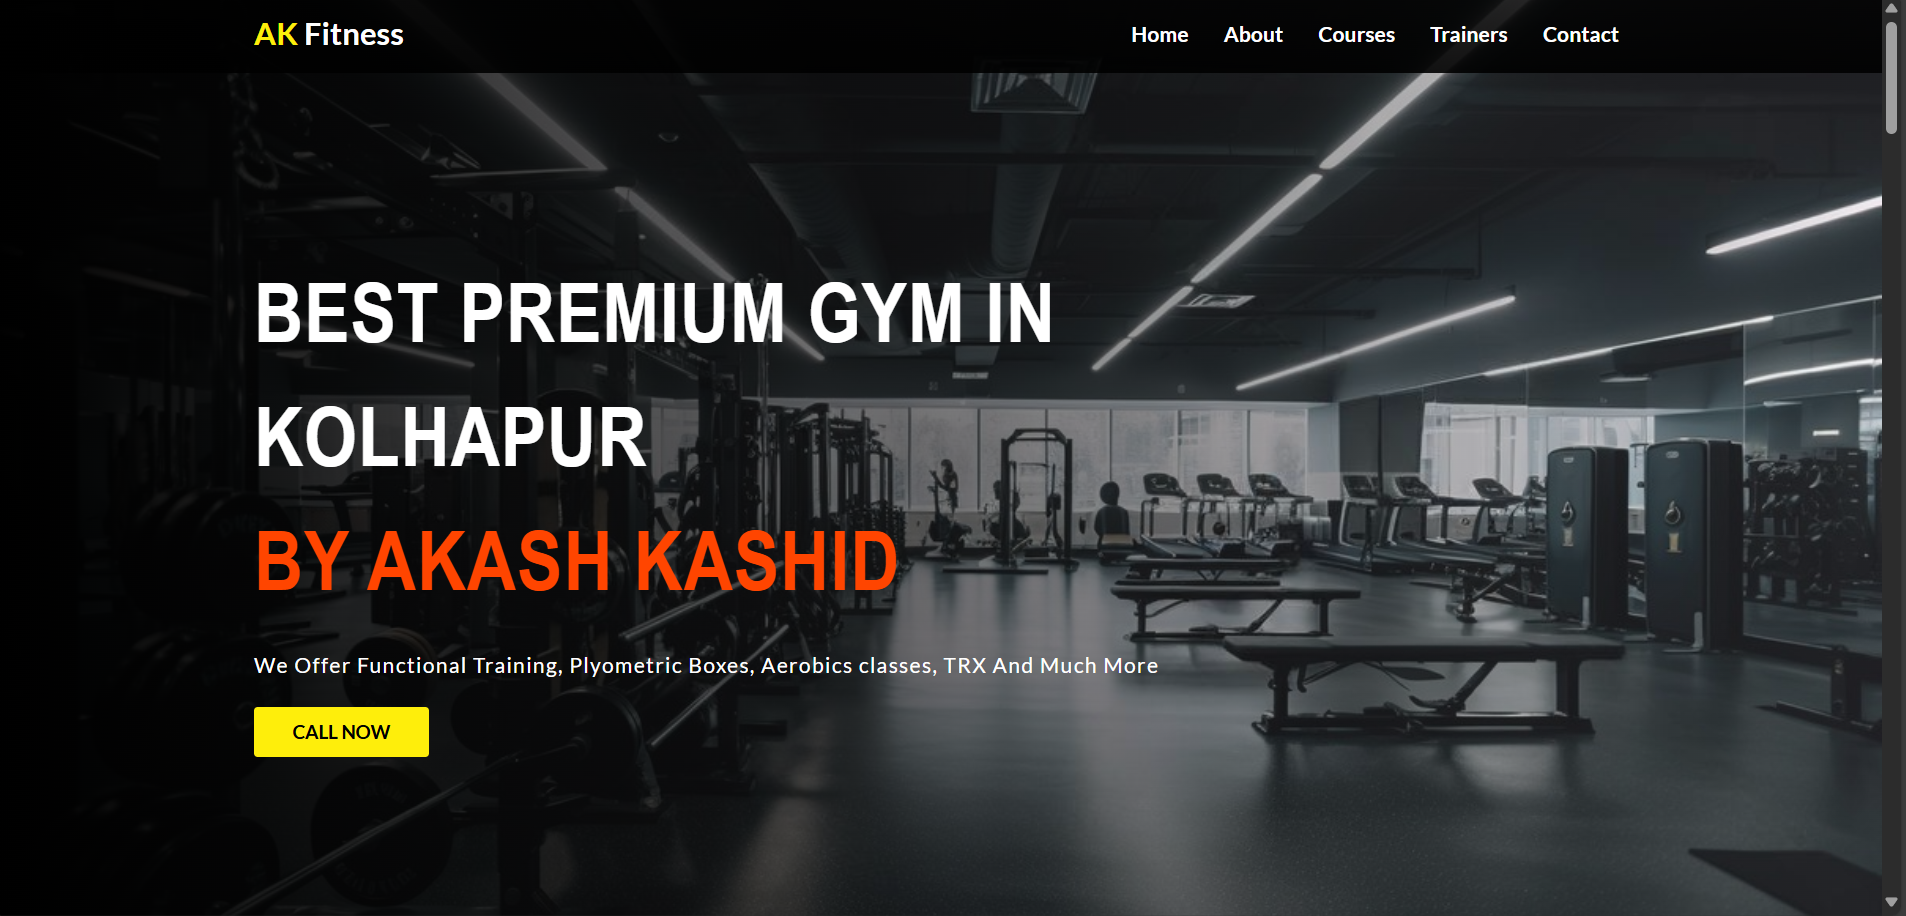 AK Fitness
Home About Courses Trainers Contact
BEST PREMIUM GYM IN
KOLHAPUR
BY AKASH KASHID
We Offer Functional Training, Plyometric Boxes, Aerobics classes, TRX And Much More
CALL NOW